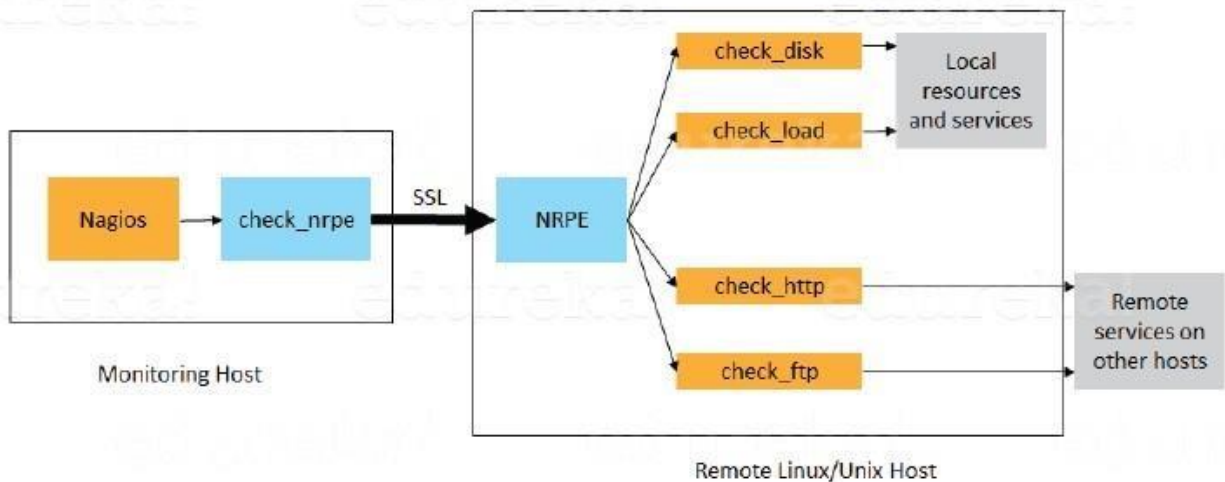 check_disk
Local
resources
and services
check_load
SSL
Nagios
check_nrpe
NRPE
check_http
Remote
services on
other hosts
check_ftp
Monitoring Host
Remote Linux/Unix Host
edureka!